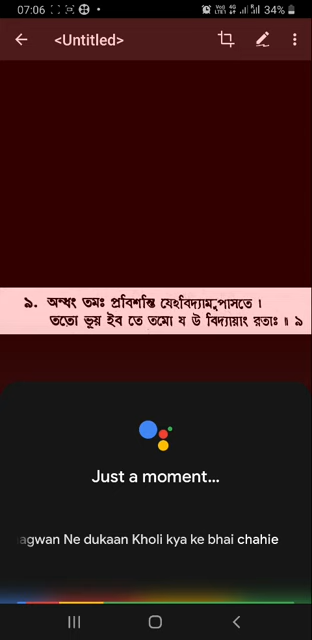 07:06
34%
<Untitled>
৯. অন্ধং তমঃ প্রবিশন্তি যেঽবিদ্যামুপাসতে ।
ততো ভূয় ইব তে তমো য উ বিদ্যায়াং রতাঃ ॥ ৯
Just a moment...
agwan Ne dukaan Kholi kya ke bhai chahie